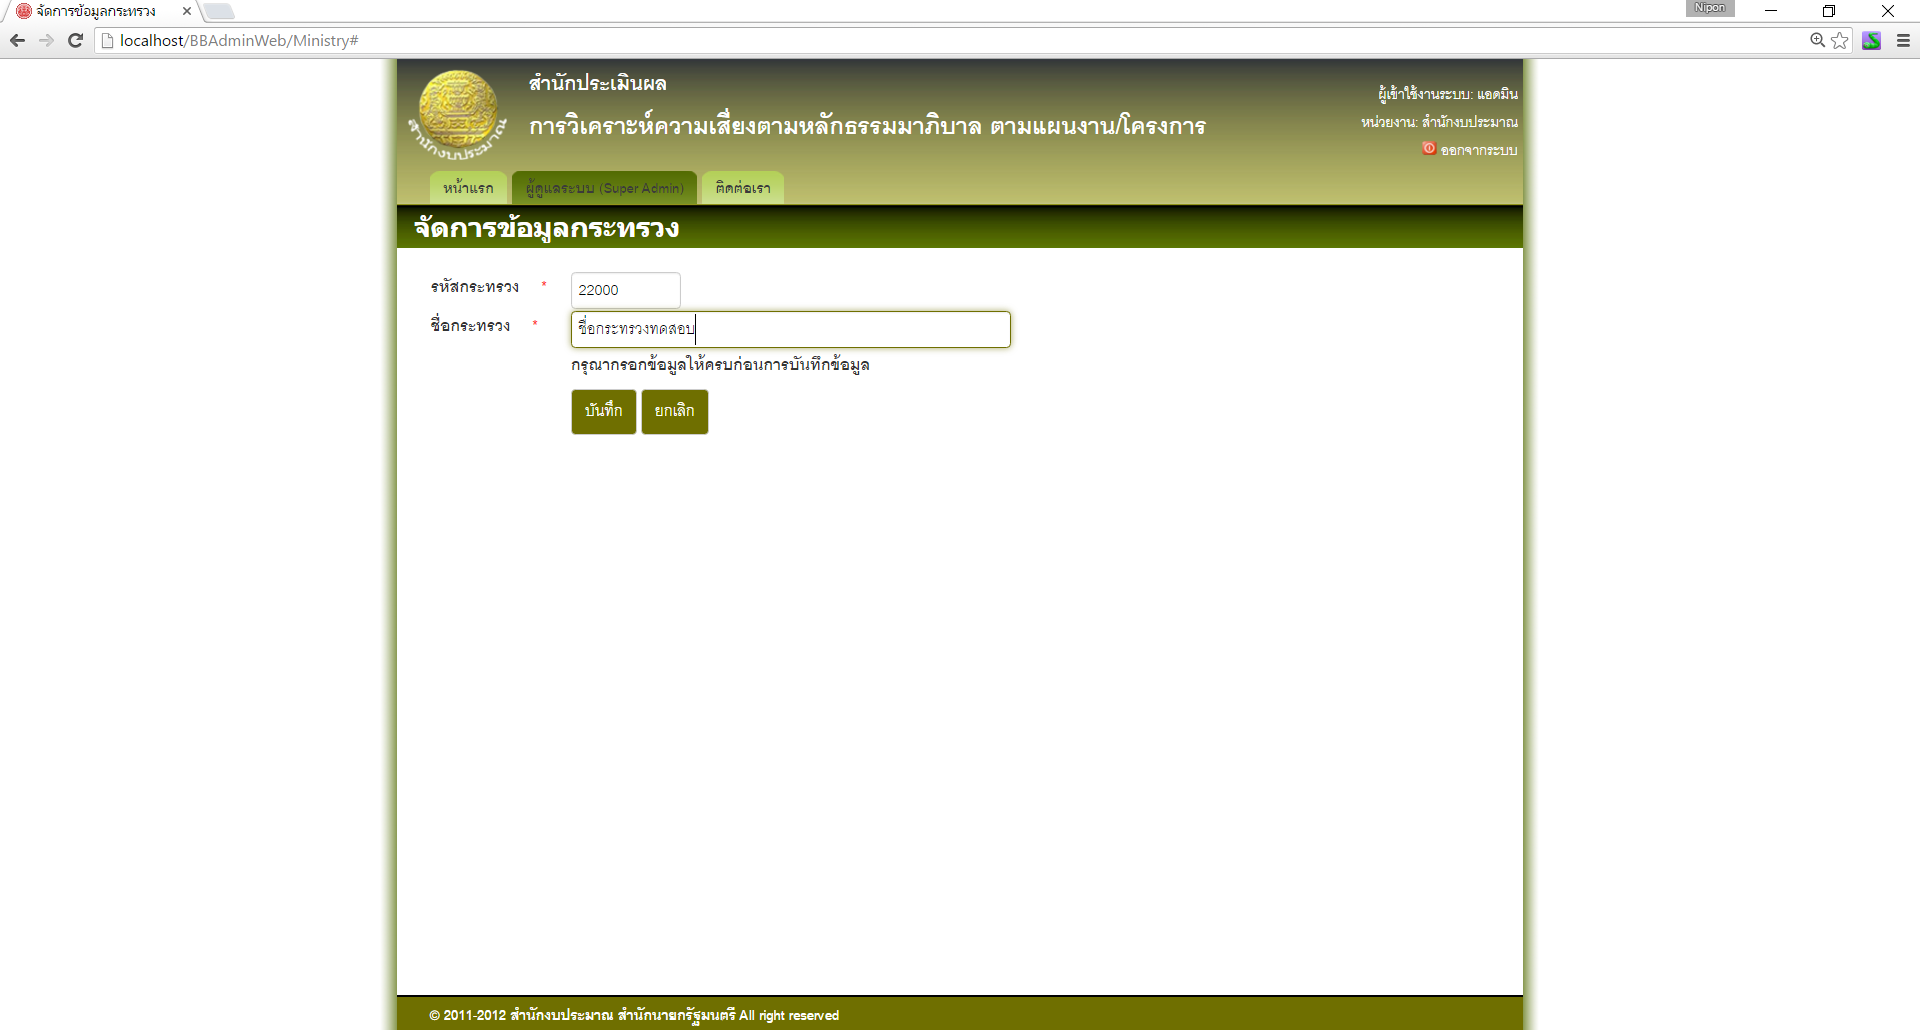 จัดการข้อมูลกระทรวง
Nipon
localhost/BBAdminWeb/Ministry#
สำนักงบประมาณ
สำนักประเมินผล
การวิเคราะห์ความเสี่ยงตามหลักธรรมมาภิบาล ตามแผนงาน/โครงการ
ผู้เข้าใช้งานระบบ: แอดมิน
หน่วยงาน: สำนักงบประมาณ
ออกจากระบบ
หน้าแรก
ผู้ดูแลระบบ (Super Admin)
ติดต่อเรา
จัดการข้อมูลกระทรวง
รหัสกระทรวง * 22000
ชื่อกระทรวง * ชื่อกระทรวงทดสอบ
กรุณากรอกข้อมูลให้ครบก่อนการบันทึกข้อมูล
บันทึก ยกเลิก
© 2011-2012 สำนักงบประมาณ สำนักนายกรัฐมนตรี All right reserved